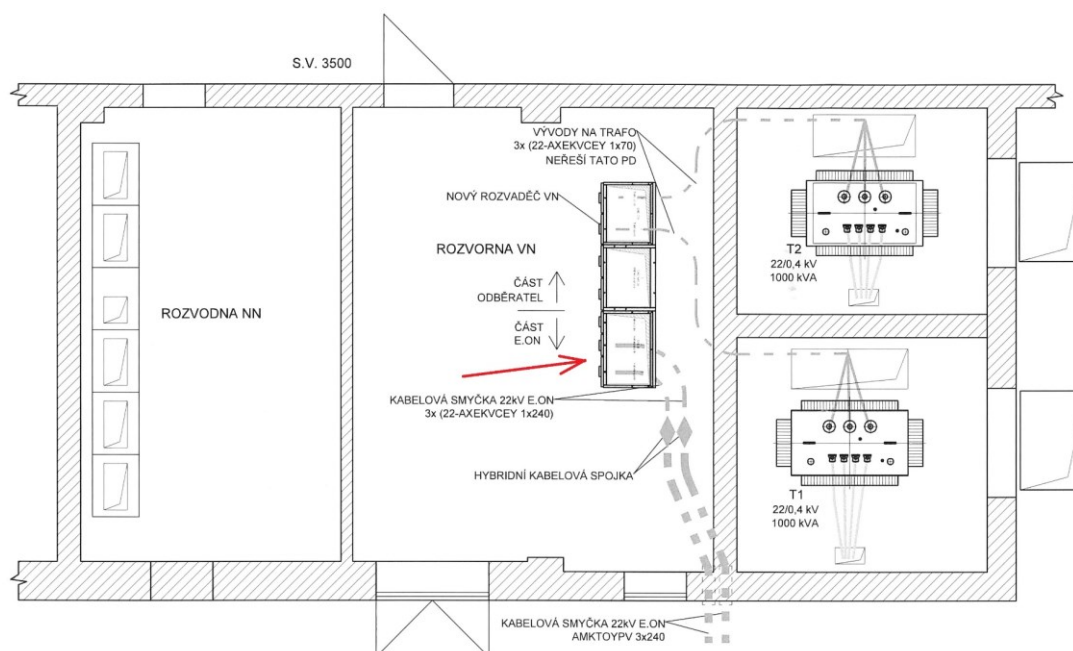 S.V. 3500
VÝVODY NA TRAFO
3x (22-AXEKVCEY 1x70)
NEŘEŠÍ TATO PD
NOVÝ ROZVADĚČ VN
ROZVORNA VN
ČÁST
ODBĚRATEL
ČÁST
E.ON
ROZVODNA NN
T2
22/0,4 kV
1000 kVA
KABELOVÁ SMYČKA 22kV E.ON
3x (22-AXEKVCEY 1x240)
HYBRIDNÍ KABELOVÁ SPOJKA
T1
22/0,4 kV
1000 kVA
KABELOVÁ SMYČKA 22kV E.ON
AMKTOYPV 3x240